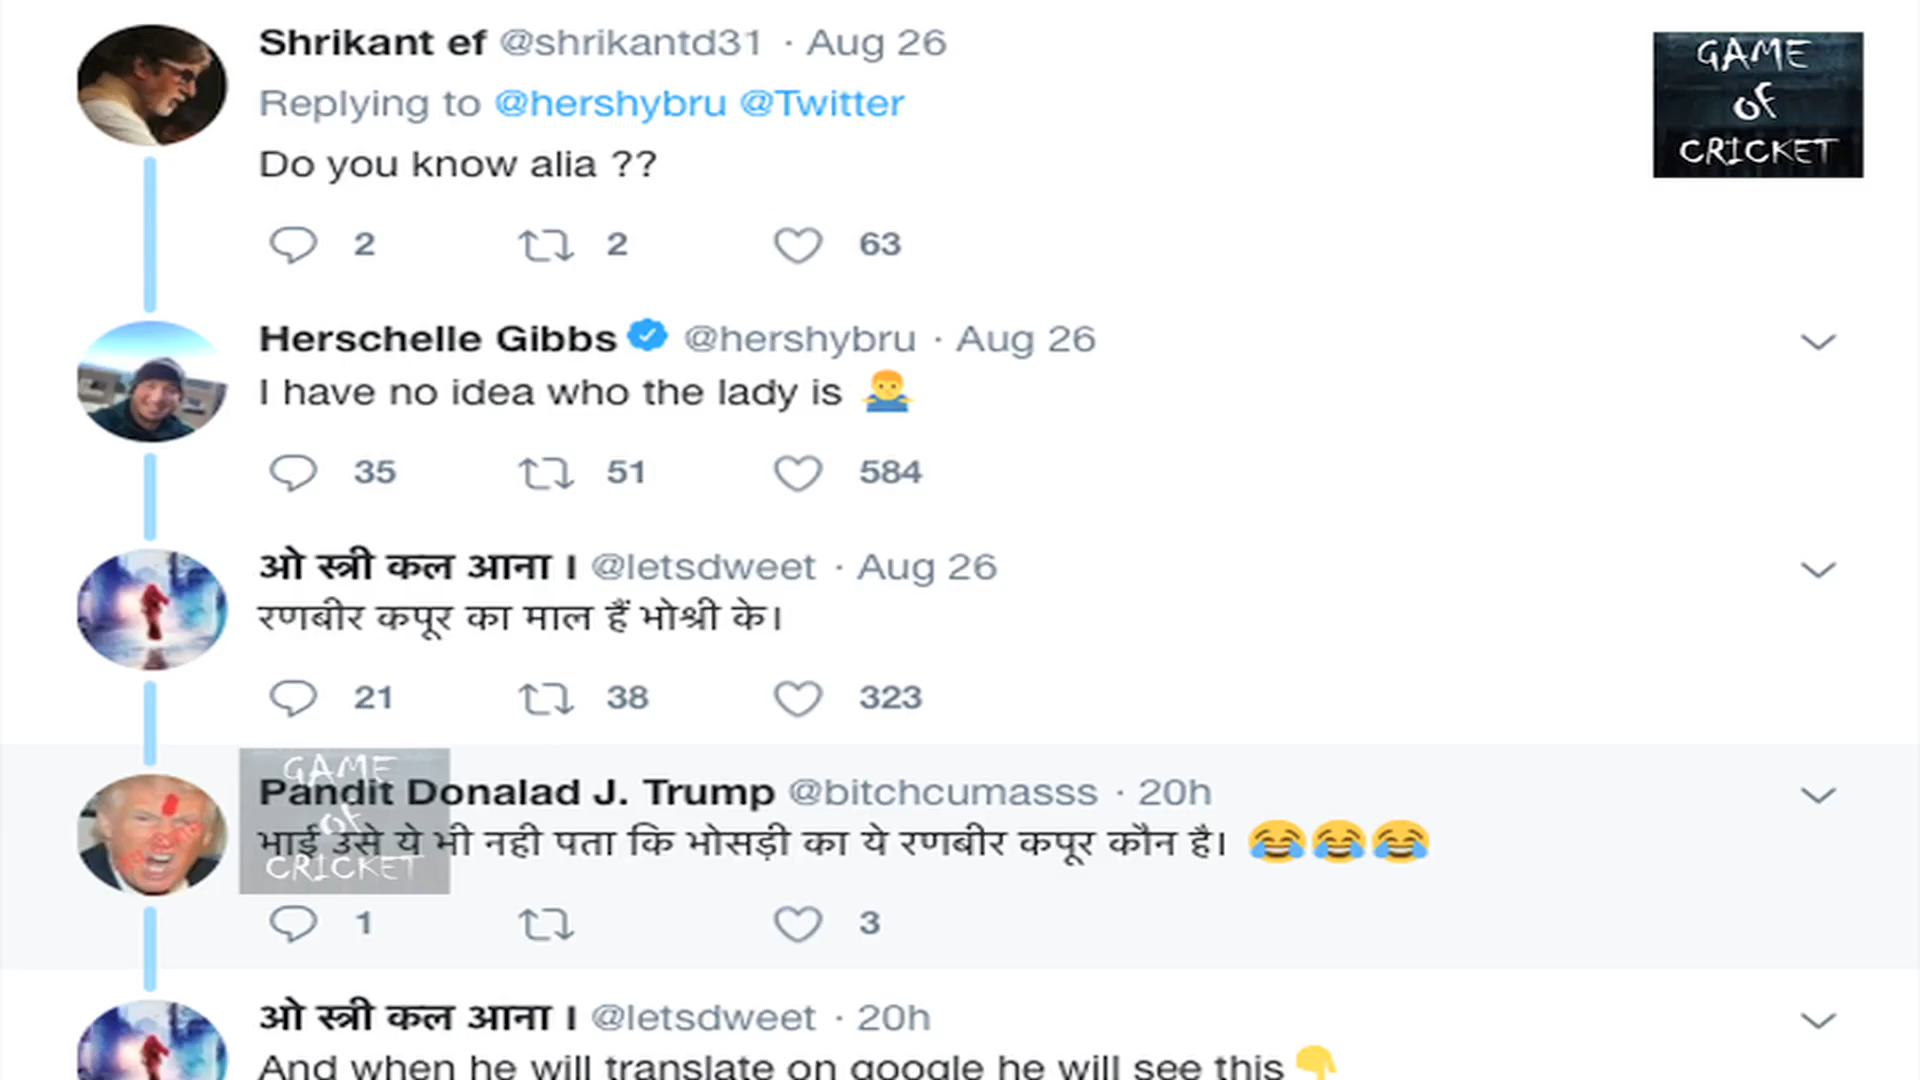 Shrikant ef @shrikantd31 · Aug 26
GAME
OF
CRICKET
Replying to @hershybru @Twitter
Do you know alia ??
2 2 63
Herschelle Gibbs @hershybru · Aug 26
I have no idea who the lady is 🤷‍♂️
35 51 584
ओ स्त्री कल आना । @letsdweet · Aug 26
रणबीर कपूर का माल हैं भोश्री के।
21 38 323
GAME
OF
CRICKET
Pandit Donalad J. Trump @bitchcumasss · 20h
भाई उसे ये भी नही पता कि भोसड़ी का ये रणबीर कपूर कौन है। 😂😂😂
1 3
ओ स्त्री कल आना । @letsdweet · 20h
And when he will translate on google he will see this 👇